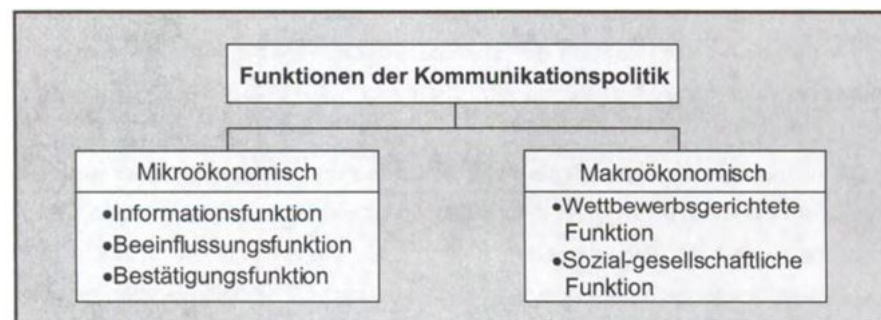 Funktionen der Kommunikationspolitik
Mikroökonomisch
•Informationsfunktion
•Beeinflussungsfunktion
•Bestätigungsfunktion
Makroökonomisch
•Wettbewerbsgerichtete
Funktion
•Sozial-gesellschaftliche
Funktion